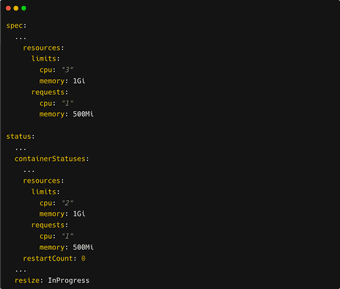 spec:
  ...
    resources:
      limits:
        cpu: "3"
        memory: 1Gi
      requests:
        cpu: "1"
        memory: 500Mi

status:
  ...
  containerStatuses:
    ...
    resources:
      limits:
        cpu: "2"
        memory: 1Gi
      requests:
        cpu: "1"
        memory: 500Mi
    restartCount: 0
  ...
  resize: InProgress